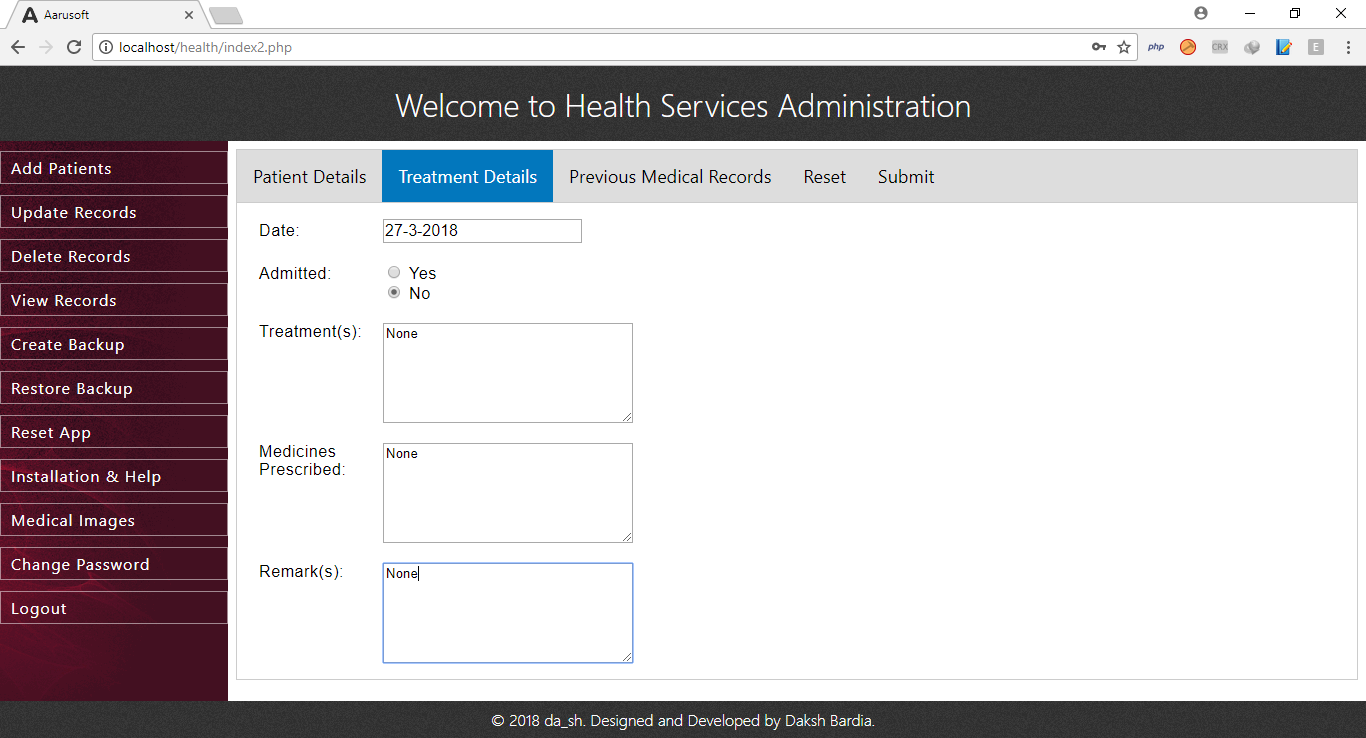 Aarusoft
localhost/health/index2.php
php
CRX
E
Welcome to Health Services Administration
Add Patients
Update Records
Delete Records
View Records
Create Backup
Restore Backup
Reset App
Installation & Help
Medical Images
Change Password
Logout
Patient Details Treatment Details Previous Medical Records Reset Submit
Date: 27-3-2018
Admitted: Yes
No
Treatment(s): None
Medicines None
Prescribed:
Remark(s): None
© 2018 da_sh. Designed and Developed by Daksh Bardia.